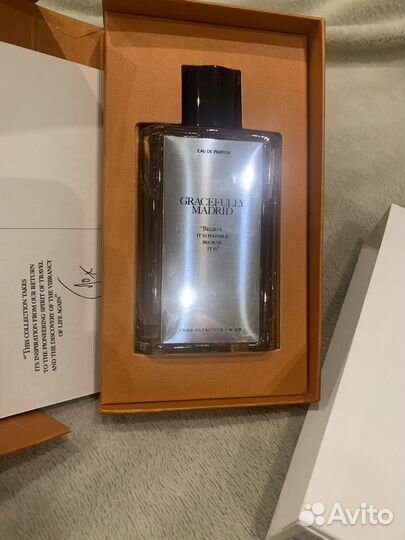 EAU DE PARFUM
GRACEFULLY
MADRID
"BELIEVE
IT IS POSSIBLE
BECAUSE
IT IS"
ZARA OLFACTIVE
"THIS COLLECTION TAKES
ITS INSPIRATION FROM OUR RETURN
TO THE PIONEERING SPIRIT OF TRAVEL
AND THE DISCOVERY OF THE VIBRANCY
OF LIFE AGAIN"
Avito